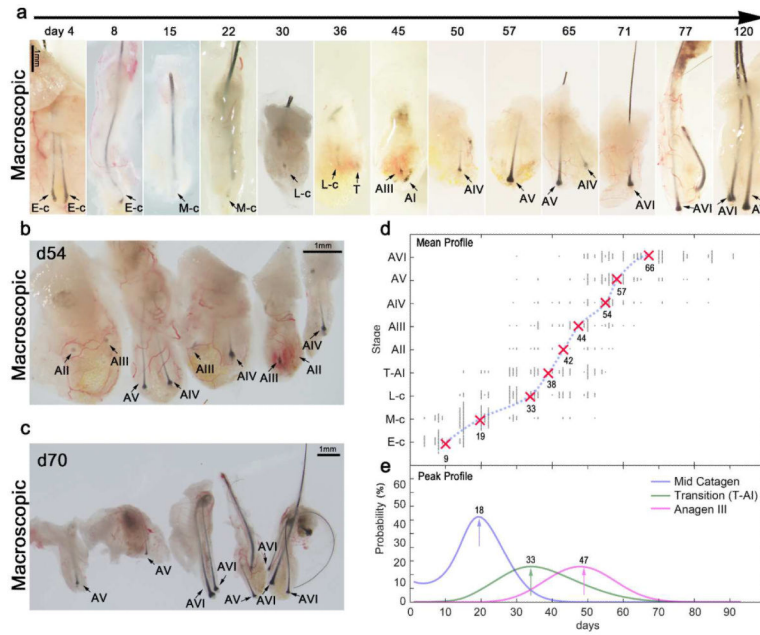 a
day 4 8 15 22 30 36 45 50 57 65 71 77 120
Macroscopic
1mm
E-c E-c E-c M-c M-c L-c L-c T AIII AI AIV AV AV AIV AVI AVI AVI
b
d54
1mm
Macroscopic
AII AIII AV AIV AIII AIV AIII AII AIV
c
d70
1mm
Macroscopic
AV AV AVI AVI AV AVI AVI AVI
d
Mean Profile
Stage
AVI
AV
AIV
AIII
AII
T-AI
L-c
M-c
E-c
66
57
54
44
42
38
33
19
9
e
Peak Profile
Probability (%)
60
50
40
30
20
10
0
18
33
47
Mid Catagen
Transition (T-AI)
Anagen III
0 10 20 30 40 50 60 70 80 90
days